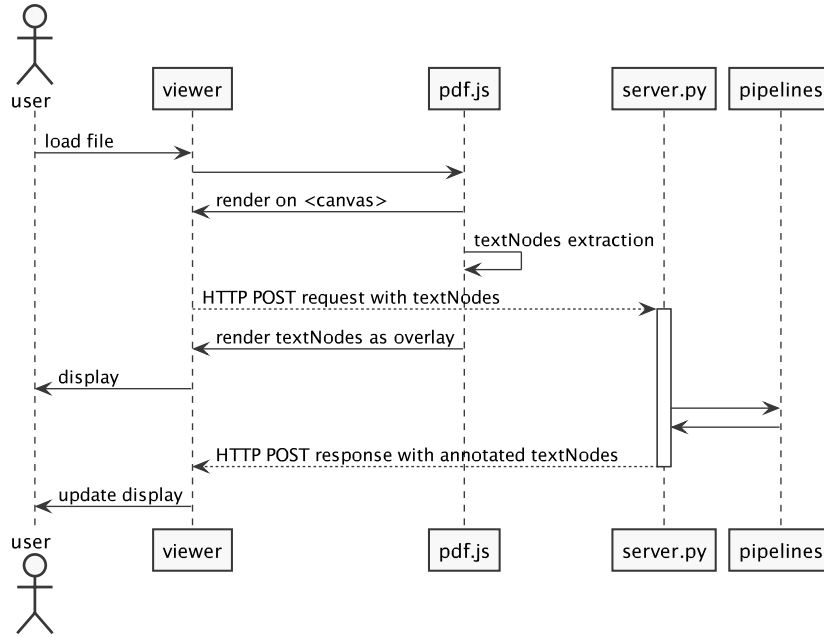 user
viewer
pdf.js
server.py
pipelines
load file
render on <canvas>
textNodes extraction
HTTP POST request with textNodes
render textNodes as overlay
display
HTTP POST response with annotated textNodes
update display
user
viewer
pdf.js
server.py
pipelines